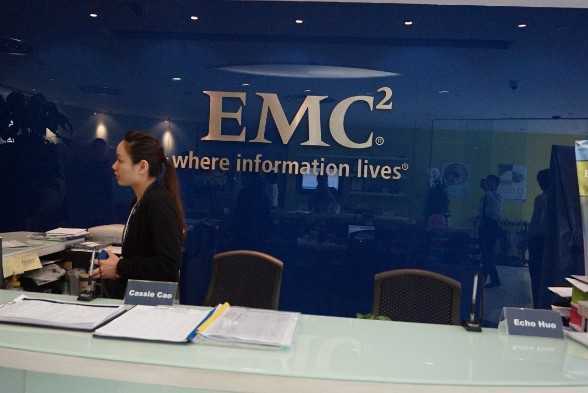 EMC²®
where information lives®
Cassie Cao
Echo Huo